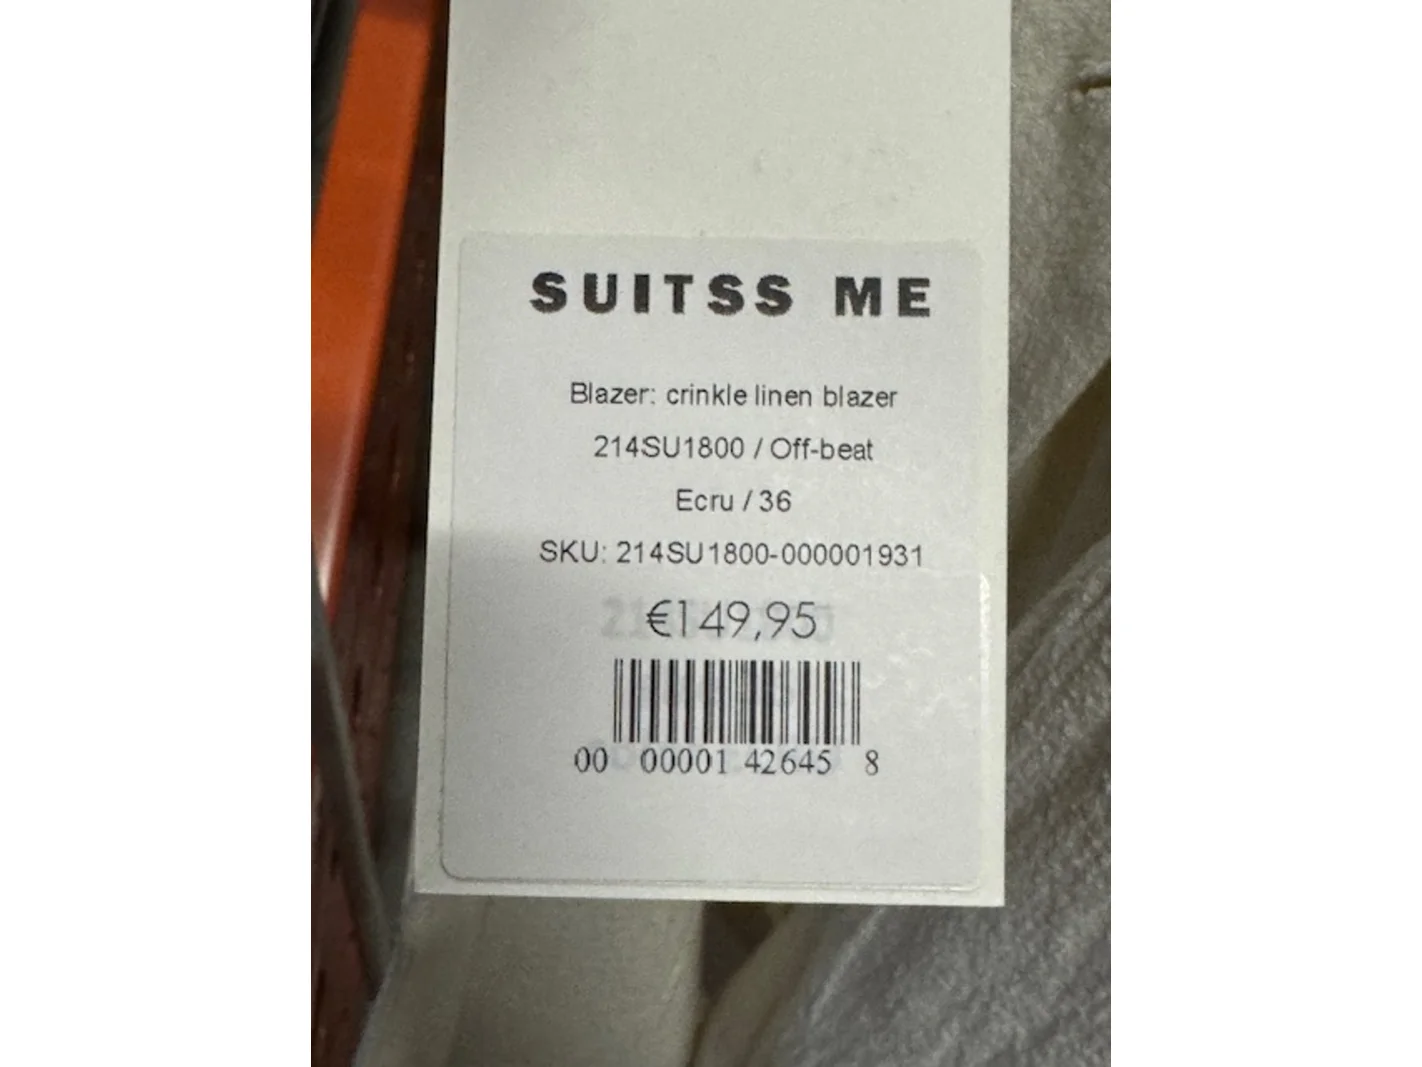 SUITSS ME
Blazer: crinkle linen blazer
214SU1800 / Off-beat
Ecru / 36
SKU: 214SU1800-000001931
€149,95
00 00001 42645 8